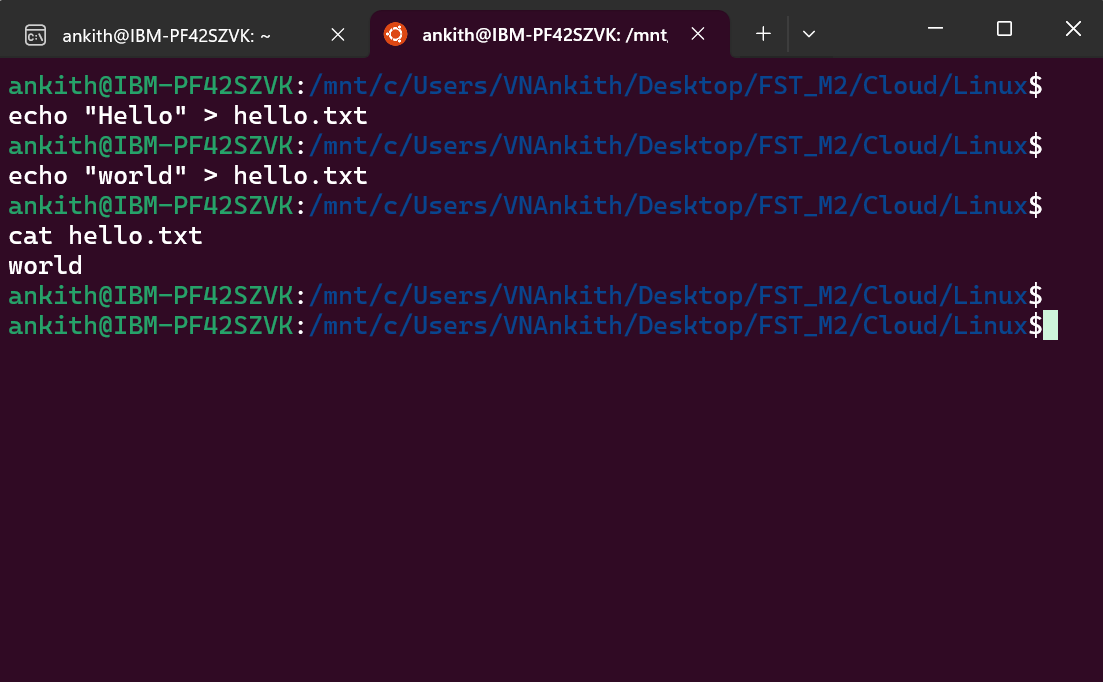 ankith@IBM-PF42SZVK: ~
ankith@IBM-PF42SZVK: /mnt,
ankith@IBM-PF42SZVK:/mnt/c/Users/VNAnkith/Desktop/FST_M2/Cloud/Linux$
echo "Hello" > hello.txt
ankith@IBM-PF42SZVK:/mnt/c/Users/VNAnkith/Desktop/FST_M2/Cloud/Linux$
echo "world" > hello.txt
ankith@IBM-PF42SZVK:/mnt/c/Users/VNAnkith/Desktop/FST_M2/Cloud/Linux$
cat hello.txt
world
ankith@IBM-PF42SZVK:/mnt/c/Users/VNAnkith/Desktop/FST_M2/Cloud/Linux$
ankith@IBM-PF42SZVK:/mnt/c/Users/VNAnkith/Desktop/FST_M2/Cloud/Linux$